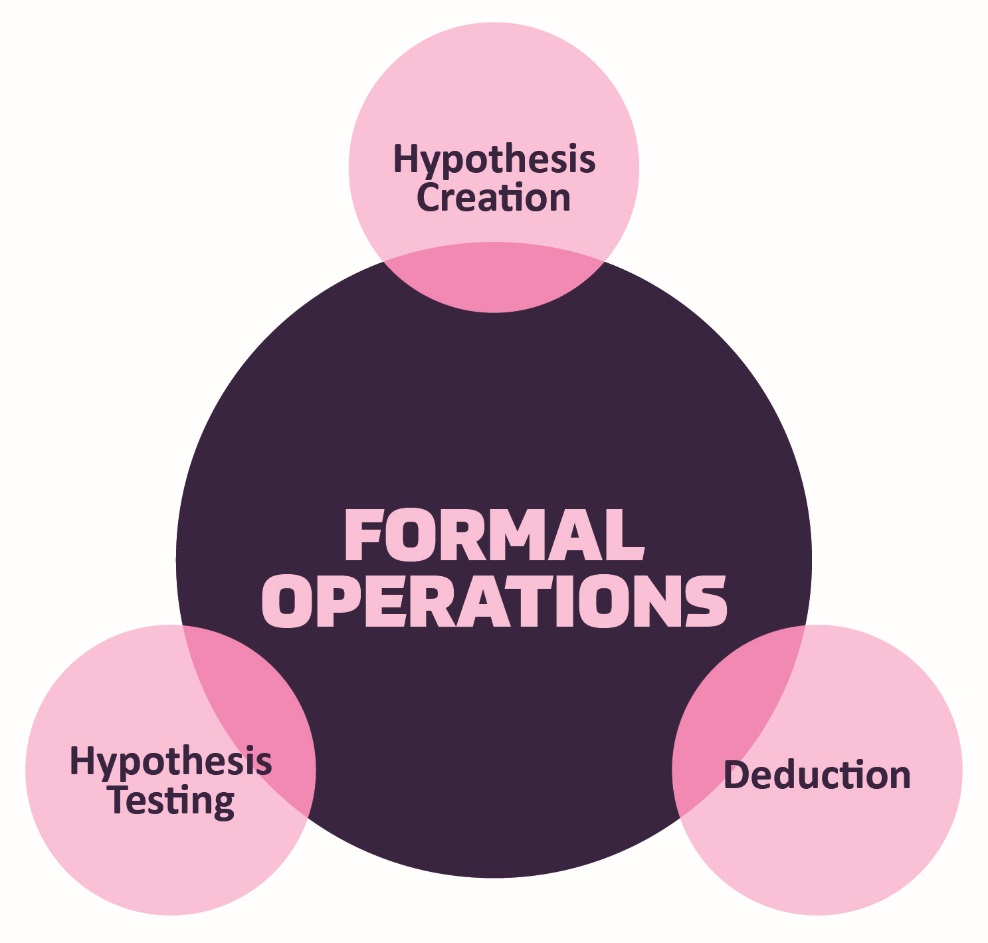 Hypothesis
Creation
FORMAL
OPERATIONS
Hypothesis
Testing
Deduction